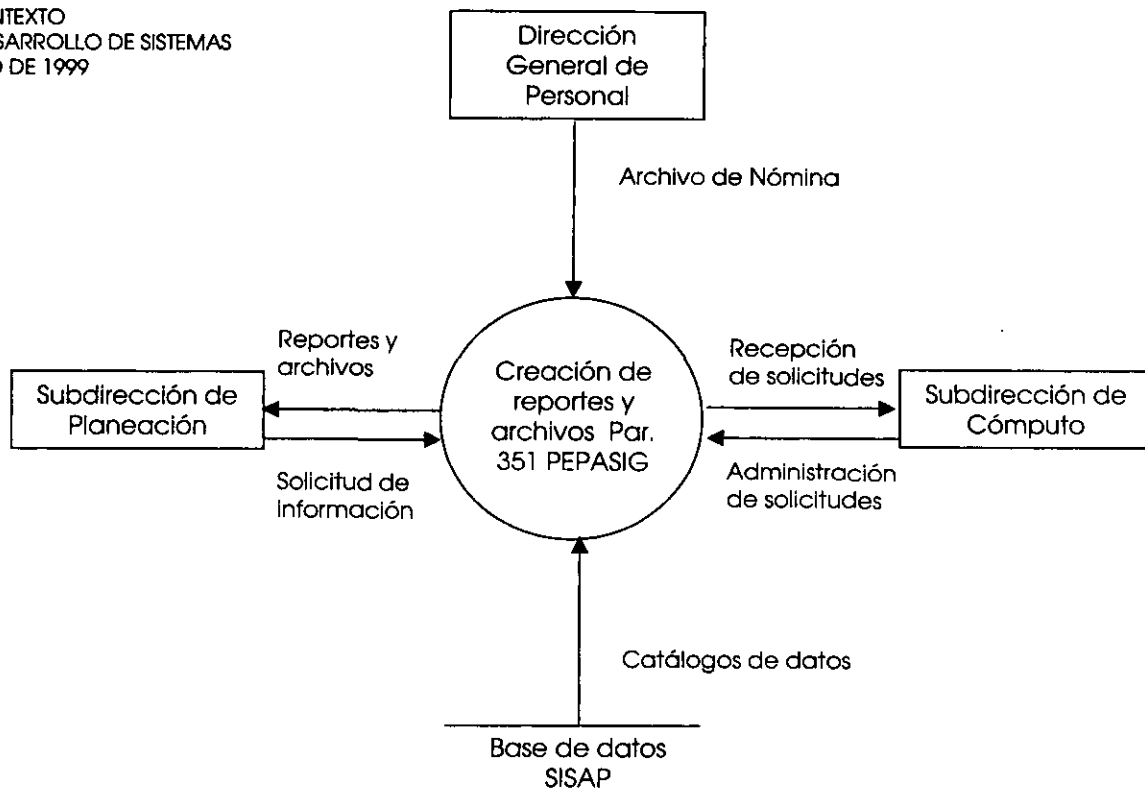 NTEXTO
SARROLLO DE SISTEMAS
O DE 1999
Dirección
General de
Personal
Archivo de Nómina
Reportes y
archivos
Recepción
de solicitudes
Subdirección de
Planeación
Creación de
reportes y
archivos Par.
351 PEPASIG
Subdirección de
Cómputo
Solicitud de
información
Administración
de solicitudes
Catálogos de datos
Base de datos
SISAP